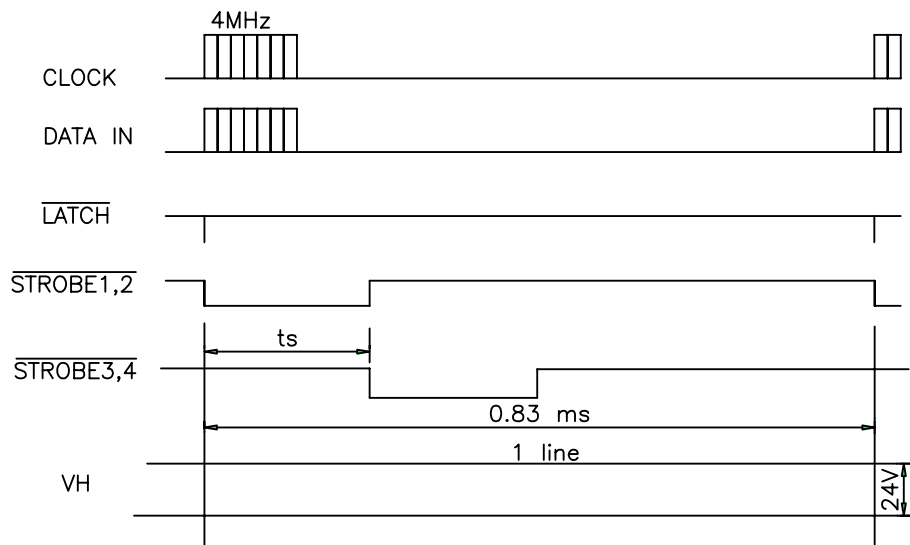 4MHz
CLOCK
DATA IN
LATCH
STROBE1,2
ts
STROBE3,4
0.83 ms
1 line
VH
24V